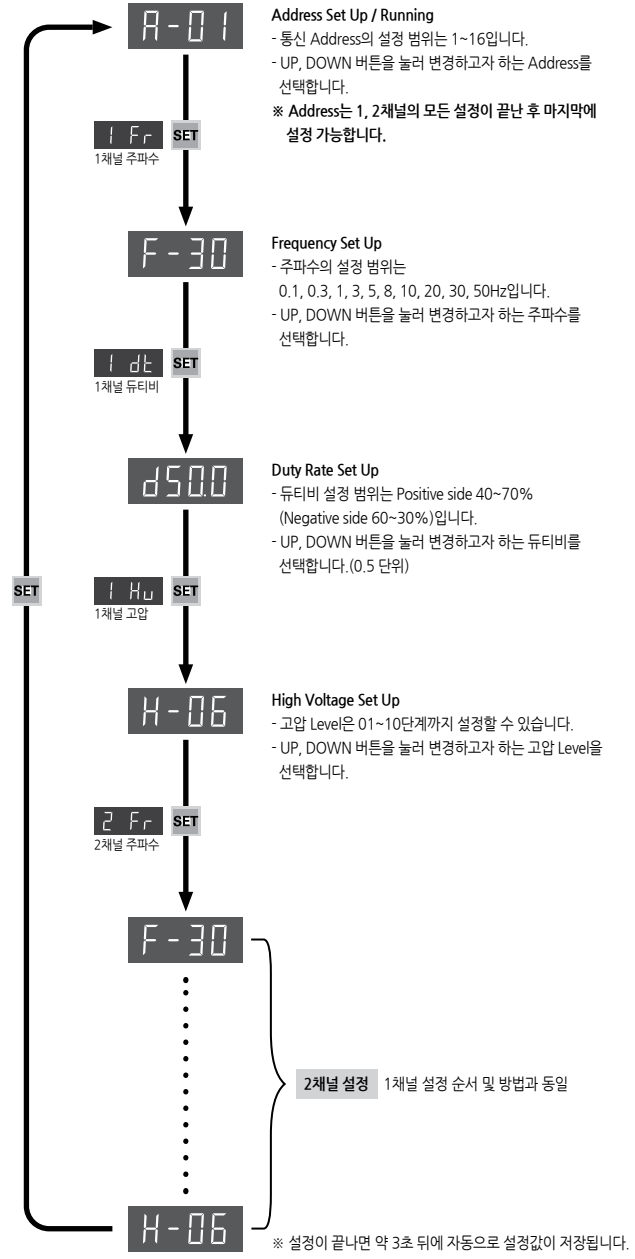 A-01
Address Set Up / Running
- 통신 Address의 설정 범위는 1~16입니다.
- UP, DOWN 버튼을 눌러 변경하고자 하는 Address를
선택합니다.
※ Address는 1, 2채널의 모든 설정이 끝난 후 마지막에
설정 가능합니다.
1 Fr SET
1채널 주파수
F-30
Frequency Set Up
- 주파수의 설정 범위는
0.1, 0.3, 1, 3, 5, 8, 10, 20, 30, 50Hz입니다.
- UP, DOWN 버튼을 눌러 변경하고자 하는 주파수를
선택합니다.
1 dt SET
1채널 듀티비
d50.0
Duty Rate Set Up
- 듀티비 설정 범위는 Positive side 40~70%
(Negative side 60~30%)입니다.
- UP, DOWN 버튼을 눌러 변경하고자 하는 듀티비를
선택합니다.(0.5 단위)
SET
1 Hu SET
1채널 고압
H-06
High Voltage Set Up
- 고압 Level은 01~10단계까지 설정할 수 있습니다.
- UP, DOWN 버튼을 눌러 변경하고자 하는 고압 Level을
선택합니다.
2 Fr SET
2채널 주파수
F-30
2채널 설정 1채널 설정 순서 및 방법과 동일
H-06
※ 설정이 끝나면 약 3초 뒤에 자동으로 설정값이 저장됩니다.